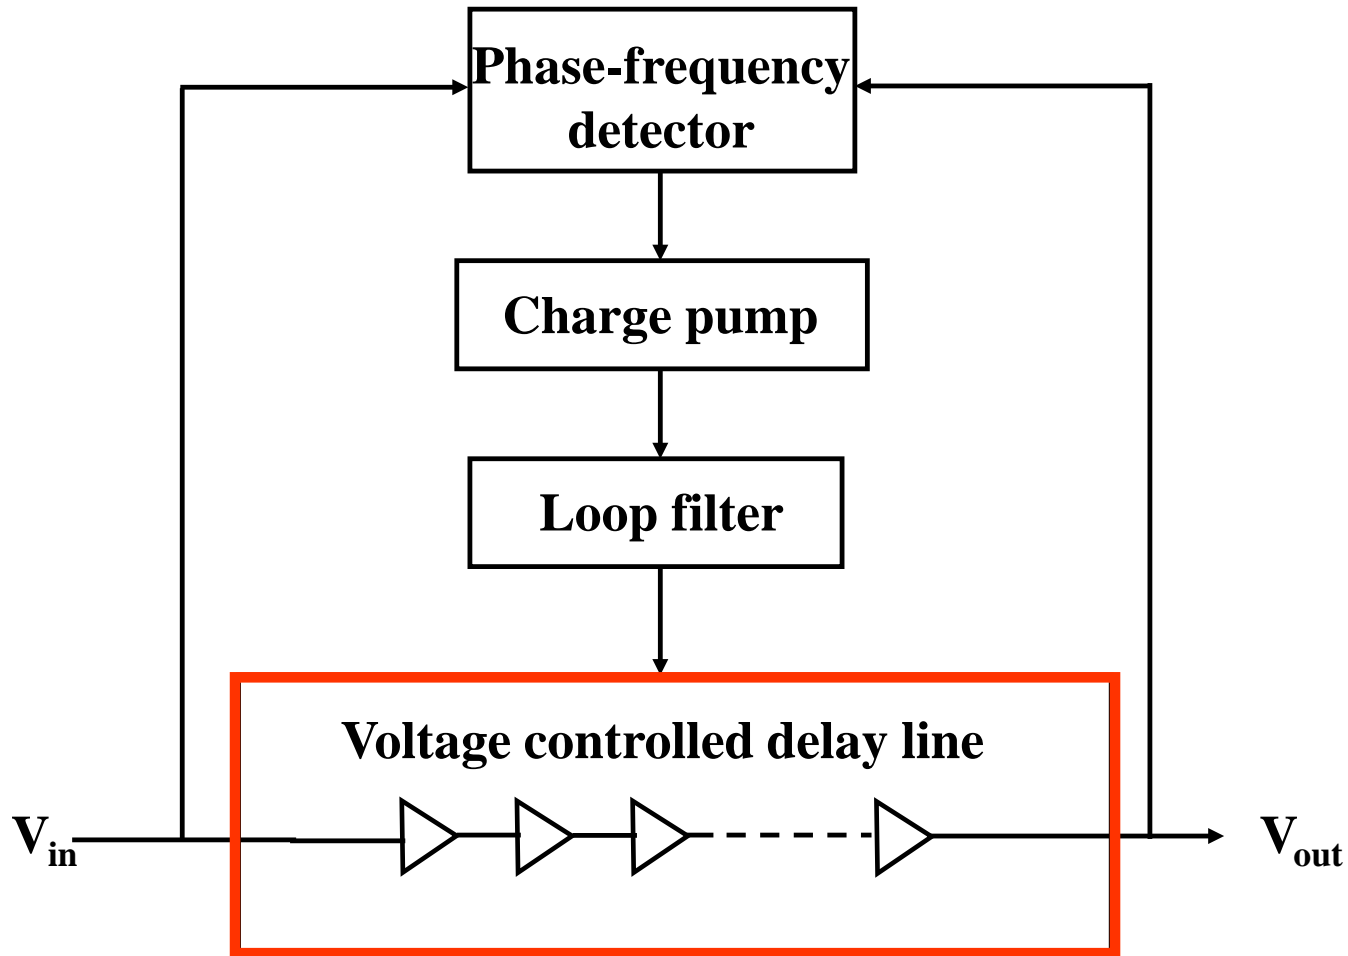 Phase-frequency
detector
Charge pump
Loop filter
Voltage controlled delay line
Vin
Vout